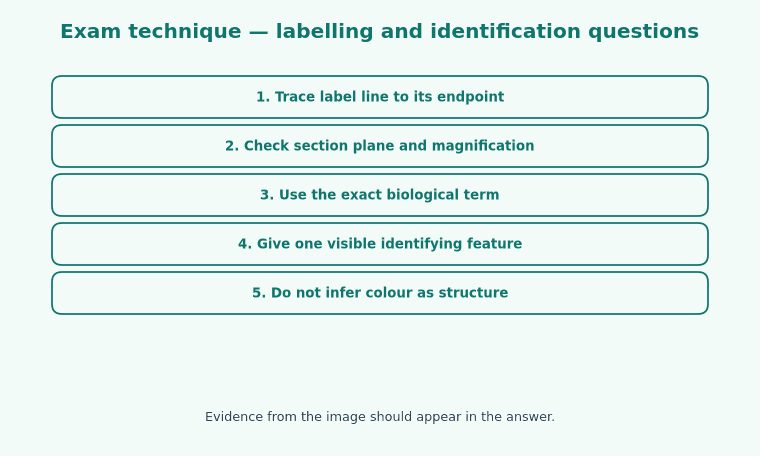 Exam technique — labelling and identification questions
1. Trace label line to its endpoint
2. Check section plane and magnification
3. Use the exact biological term
4. Give one visible identifying feature
5. Do not infer colour as structure
Evidence from the image should appear in the answer.